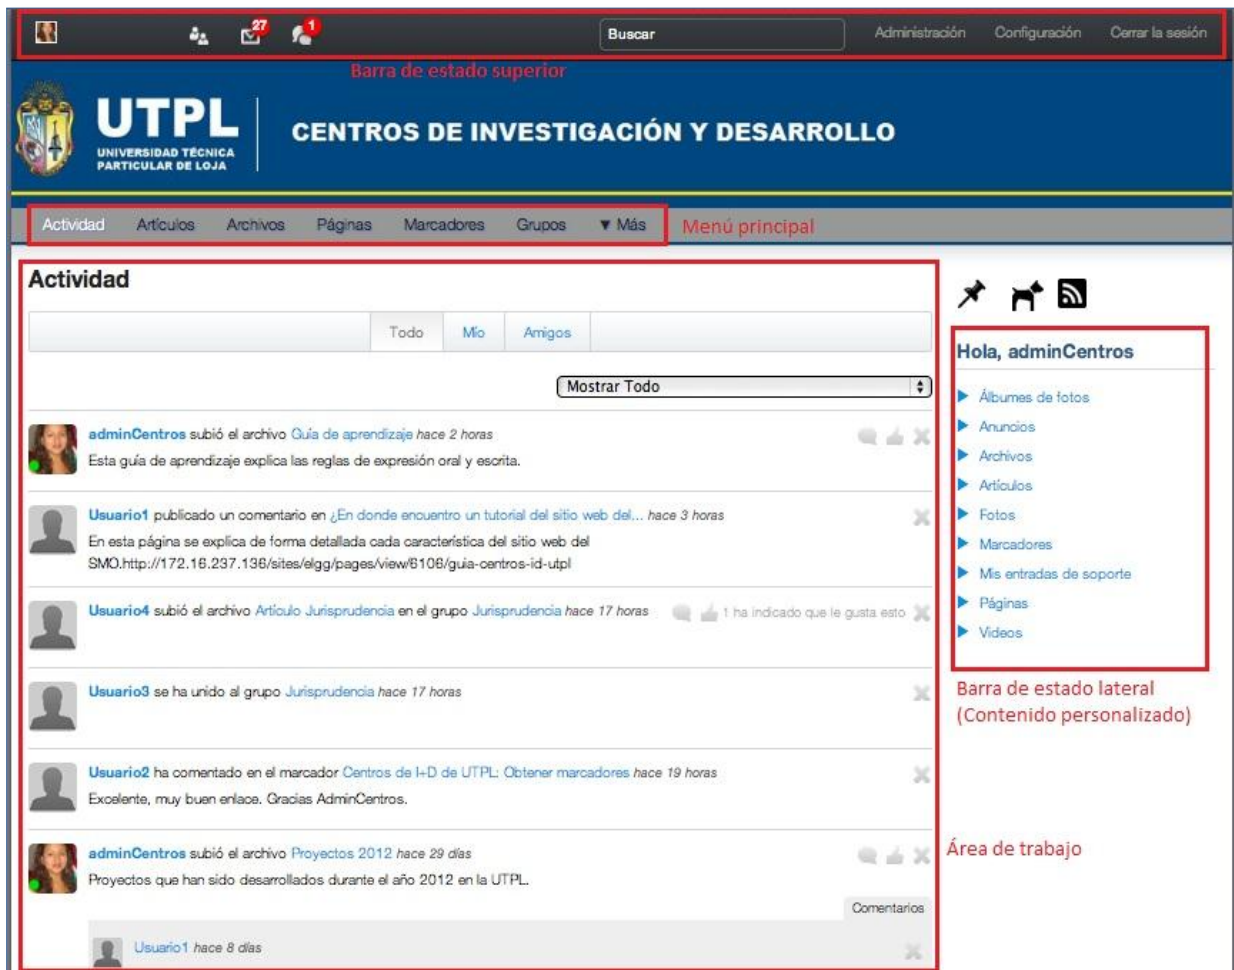 27
1
Buscar
Administración
Configuración
Cerrar la sesión
Barra de estado superior
UTPL
UNIVERSIDAD TÉCNICA
PARTICULAR DE LOJA
CENTROS DE INVESTIGACIÓN Y DESARROLLO
Actividad Artículos Archivos Páginas Marcadores Grupos ▼ Más
Menú principal
Actividad
Todo Mío Amigos
Mostrar Todo
adminCentros subió el archivo Guía de aprendizaje hace 2 horas
Esta guía de aprendizaje explica las reglas de expresión oral y escrita.
Usuario1 publicado un comentario en ¿En donde encuentro un tutorial del sitio web del... hace 3 horas
En esta página se explica de forma detallada cada característica del sitio web del
SMO.http://172.16.237.136/sites/elgg/pages/view/6106/guia-centros-id-utpl
Usuario4 subió el archivo Artículo Jurisprudencia en el grupo Jurisprudencia hace 17 horas
1 ha indicado que le gusta esto
Usuario3 se ha unido al grupo Jurisprudencia hace 17 horas
Usuario2 ha comentado en el marcador Centros de I+D de UTPL: Obtener marcadores hace 19 horas
Excelente, muy buen enlace. Gracias AdminCentros.
adminCentros subió el archivo Proyectos 2012 hace 29 días
Proyectos que han sido desarrollados durante el año 2012 en la UTPL.
Comentarios
Usuario1 hace 8 días
Hola, adminCentros
Álbumes de fotos
Anuncios
Archivos
Artículos
Fotos
Marcadores
Mis entradas de soporte
Páginas
Videos
Barra de estado lateral
(Contenido personalizado)
Área de trabajo